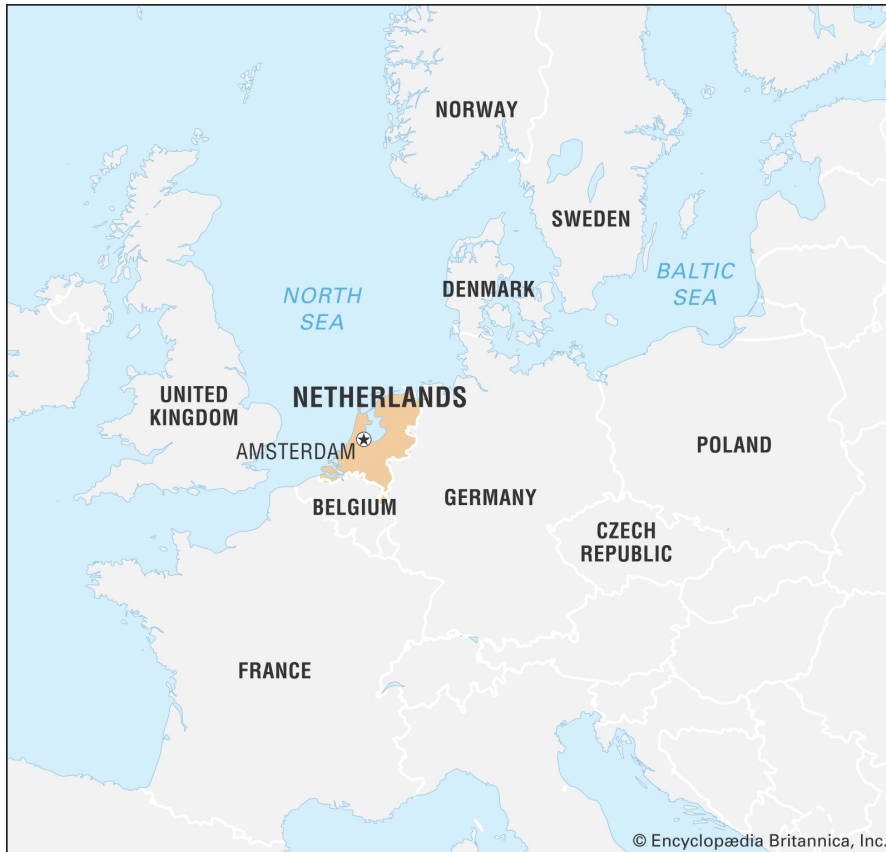 NORWAY
SWEDEN
BALTIC
SEA
DENMARK
NORTH
SEA
UNITED
KINGDOM
NETHERLANDS
AMSTERDAM
POLAND
BELGIUM
GERMANY
CZECH
REPUBLIC
FRANCE
© Encyclopædia Britannica, Inc.